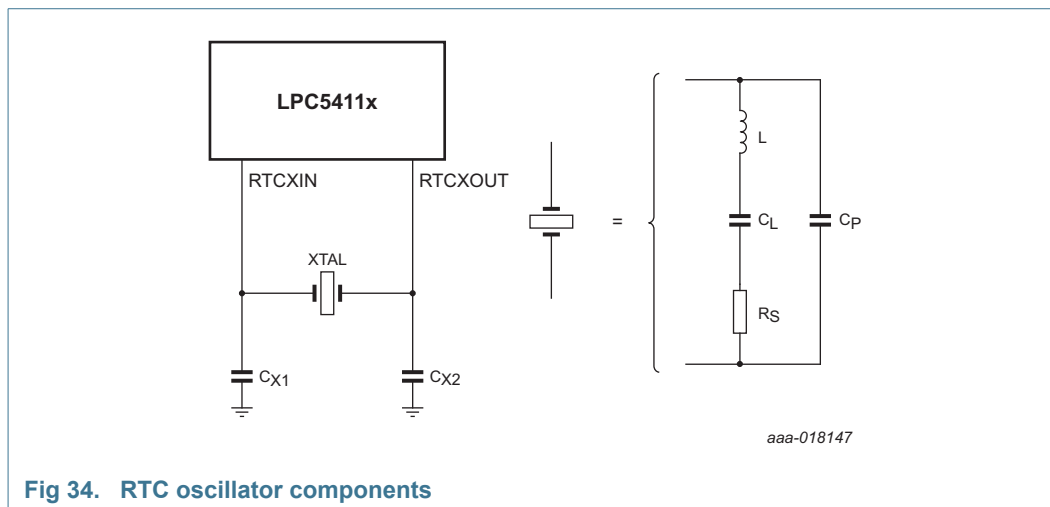 LPC5411x
RTCXIN
RTCXOUT
XTAL
CX1
CX2
=
L
CL
CP
RS
aaa-018147
Fig 34. RTC oscillator components